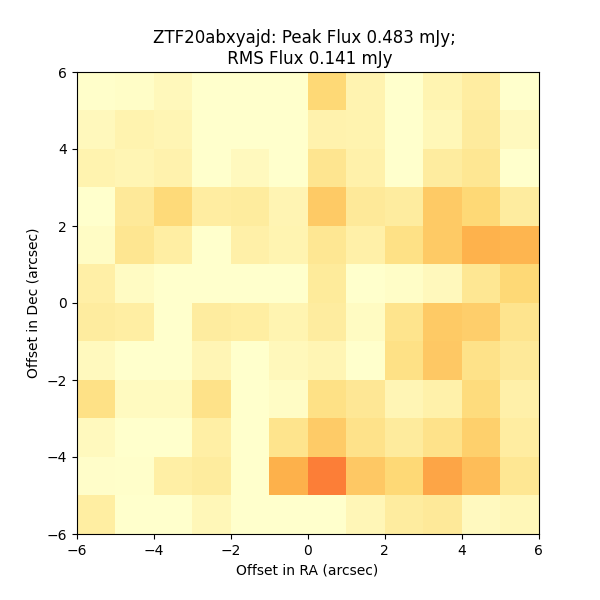 ZTF20abxyajd: Peak Flux 0.483 mJy;
RMS Flux 0.141 mJy
6
4
2
0
−2
−4
−6
Offset in Dec (arcsec)
−6 −4 −2 0 2 4 6
Offset in RA (arcsec)